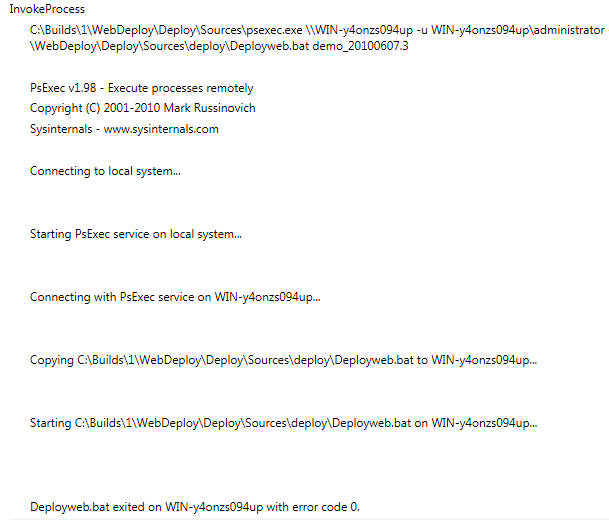 InvokeProcess
C:\Builds\1\WebDeploy\Deploy\Sources\psexec.exe \\WIN-y4onzs094up -u WIN-y4onzs094up\administrator
\WebDeploy\Deploy\Sources\deploy\Deployweb.bat demo_20100607.3
PsExec v1.98 - Execute processes remotely
Copyright (C) 2001-2010 Mark Russinovich
Sysinternals - www.sysinternals.com
Connecting to local system...
Starting PsExec service on local system...
Connecting with PsExec service on WIN-y4onzs094up...
Copying C:\Builds\1\WebDeploy\Deploy\Sources\deploy\Deployweb.bat to WIN-y4onzs094up...
Starting C:\Builds\1\WebDeploy\Deploy\Sources\deploy\Deployweb.bat on WIN-y4onzs094up...
Deployweb.bat exited on WIN-y4onzs094up with error code 0.